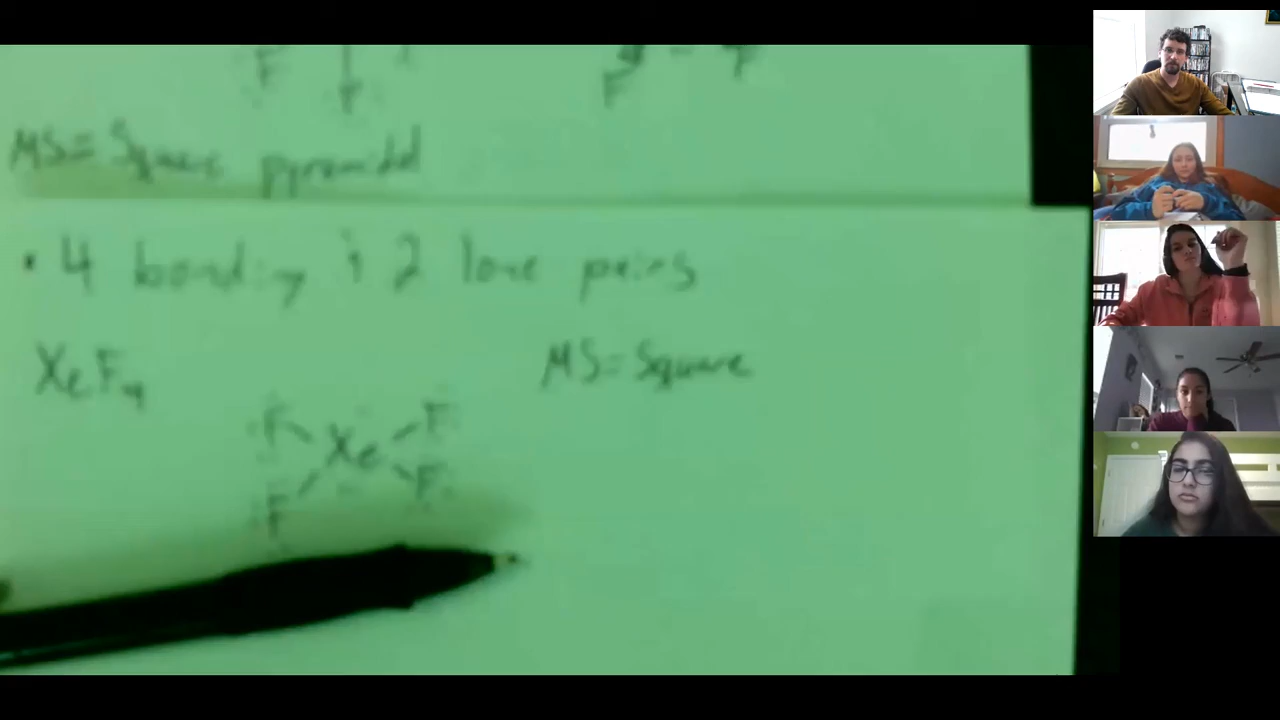 F F F F
MS = Square pyramidal
• 4 bonding & 2 lone pairs
XeF4 MS = Square
F F
Xe
F F